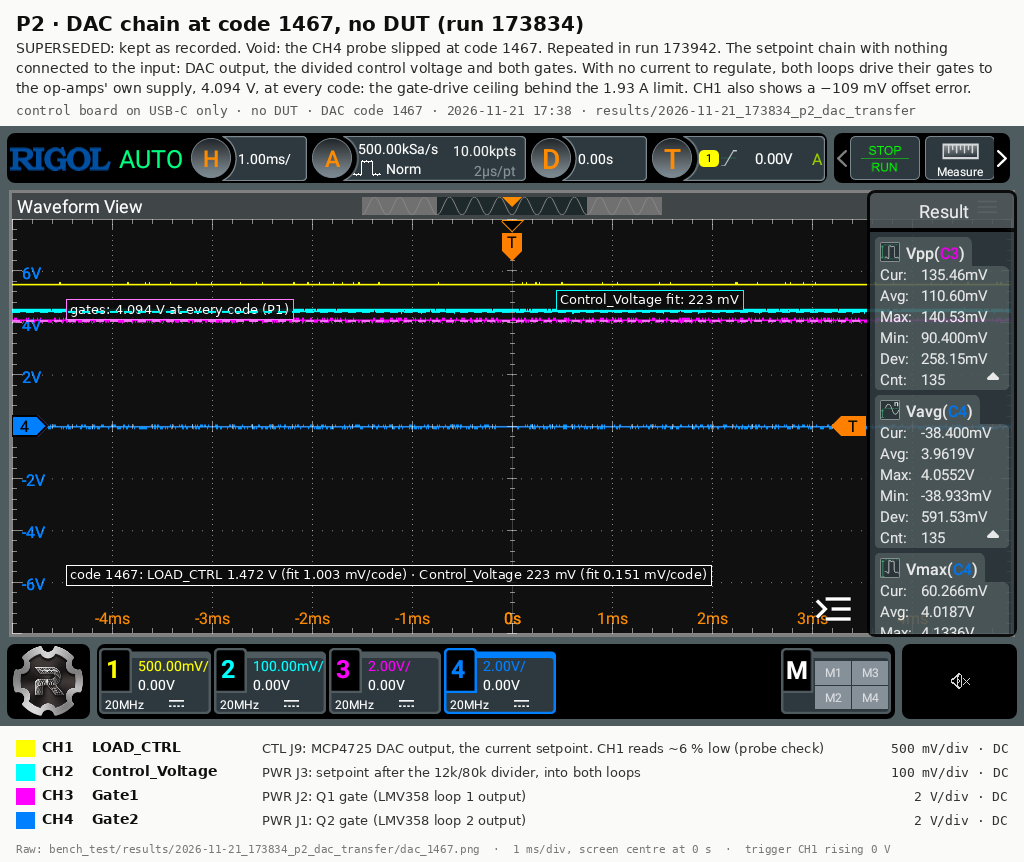 P2 · DAC chain at code 1467, no DUT (run 173834)
SUPERSEDED: kept as recorded. Void: the CH4 probe slipped at code 1467. Repeated in run 173942. The setpoint chain with nothing
connected to the input: DAC output, the divided control voltage and both gates. With no current to regulate, both loops drive their gates to
the op-amps' own supply, 4.094 V, at every code: the gate-drive ceiling behind the 1.93 A limit. CH1 also shows a −109 mV offset error.
control board on USB-C only · no DUT · DAC code 1467 · 2026-11-21 17:38 · results/2026-11-21_173834_p2_dac_transfer
RIGOL AUTO H 1.00ms/ A 500.00kSa/s Norm 10.00kpts 2µs/pt D 0.00s T 1 0.00V A STOP RUN Measure
Waveform View
Result
T
6V
4V
2V
4
-2V
-4V
-6V
gates: 4.094 V at every code (P1)
Control_Voltage fit: 223 mV
T
code 1467: LOAD_CTRL 1.472 V (fit 1.003 mV/code) · Control_Voltage 223 mV (fit 0.151 mV/code)
-4ms -3ms -2ms -1ms 0s 1ms 2ms 3ms
Vpp(C3)
Cur: 135.46mV
Avg: 110.60mV
Max: 140.53mV
Min: 90.400mV
Dev: 258.15mV
Cnt: 135
Vavg(C4)
Cur: -38.400mV
Avg: 3.9619V
Max: 4.0552V
Min: -38.933mV
Dev: 591.53mV
Cnt: 135
Vmax(C4)
Cur: 60.266mV
Avg: 4.0187V
Max: 4.1336V
1 500.00mV/ 0.00V 20MHz
2 100.00mV/ 0.00V 20MHz
3 2.00V/ 0.00V 20MHz
4 2.00V/ 0.00V 20MHz
M M1 M3 M2 M4
CH1 LOAD_CTRL CTL J9: MCP4725 DAC output, the current setpoint. CH1 reads ~6 % low (probe check) 500 mV/div · DC
CH2 Control_Voltage PWR J3: setpoint after the 12k/80k divider, into both loops 100 mV/div · DC
CH3 Gate1 PWR J2: Q1 gate (LMV358 loop 1 output) 2 V/div · DC
CH4 Gate2 PWR J1: Q2 gate (LMV358 loop 2 output) 2 V/div · DC
Raw: bench_test/results/2026-11-21_173834_p2_dac_transfer/dac_1467.png · 1 ms/div, screen centre at 0 s · trigger CH1 rising 0 V